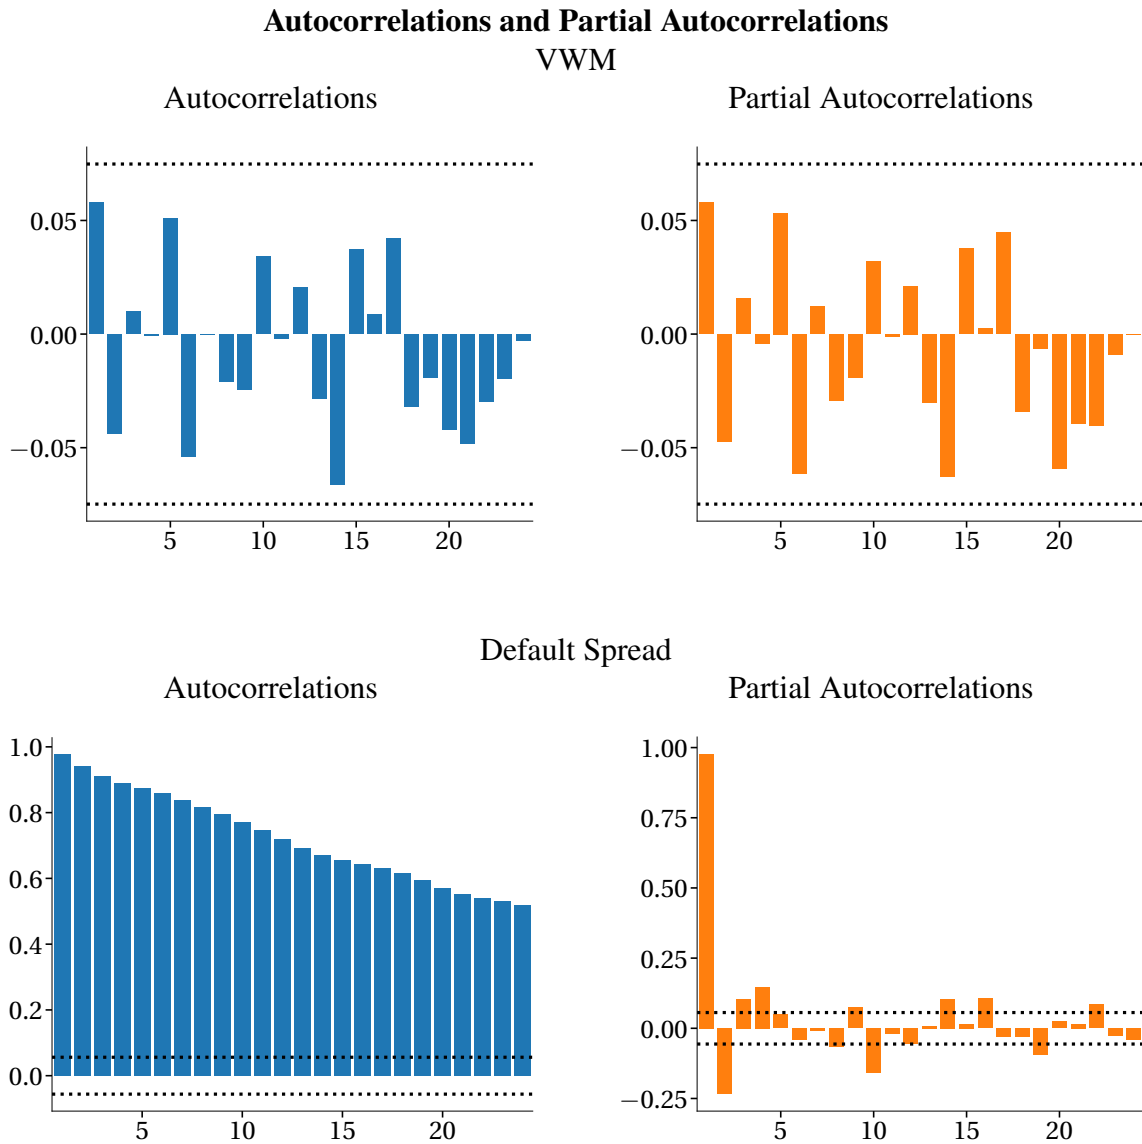 Autocorrelations and Partial Autocorrelations
VWM
Autocorrelations
Partial Autocorrelations
0.05
0.00
−0.05
5 10 15 20
0.05
0.00
−0.05
5 10 15 20
Default Spread
Autocorrelations
Partial Autocorrelations
1.0
0.8
0.6
0.4
0.2
0.0
5 10 15 20
1.00
0.75
0.50
0.25
0.00
−0.25
5 10 15 20